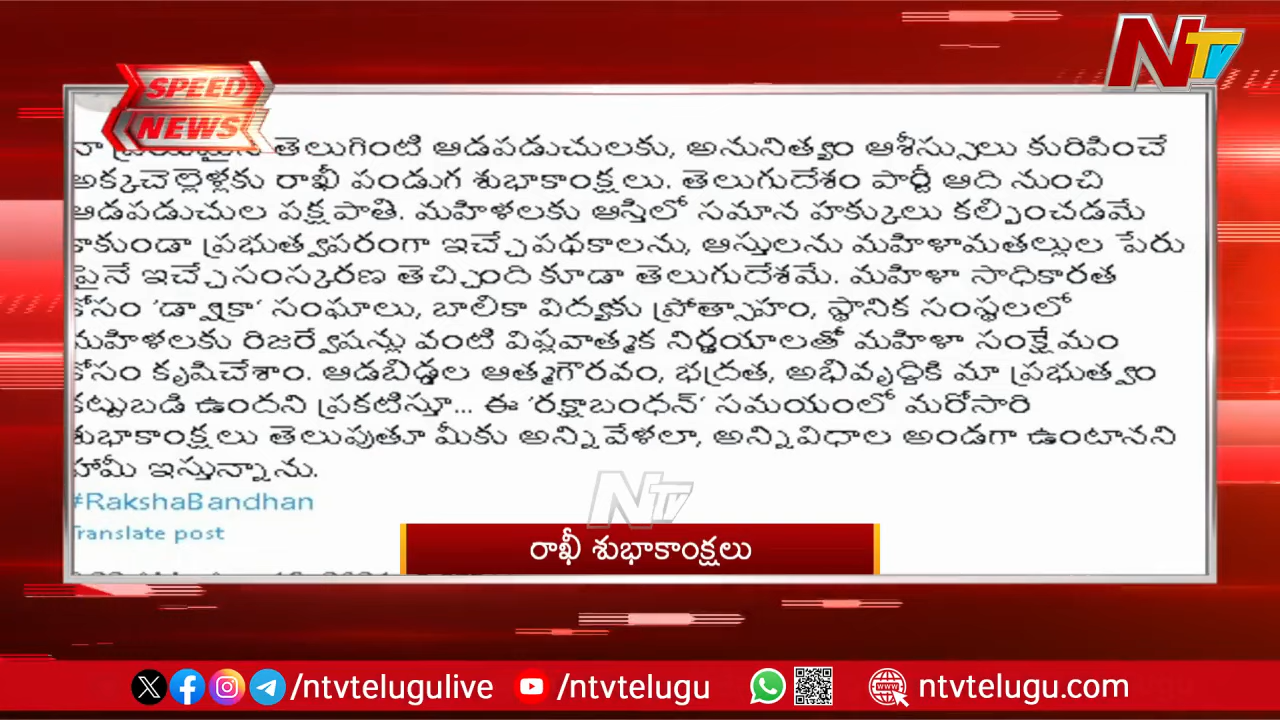 NTV
SPEED
NEWS
నా ప్రియమైన తెలుగింటి ఆడపడుచులకు, అనునిత్యం ఆశీస్సులు కురిపించే
అక్కచెల్లెళ్లకు రాఖీ పండుగ శుభాకాంక్షలు. తెలుగుదేశం పార్టీ ఆది నుంచి
ఆడపడుచుల పక్షపాతి. మహిళలకు ఆస్తిలో సమాన హక్కులు కల్పించడమే
కాకుండా ప్రభుత్వపరంగా ఇచ్చే పథకాలను, ఆస్తులను మహిళామతల్లుల పేరు
పైనే ఇచ్చే సంస్కరణ తెచ్చింది కూడా తెలుగుదేశమే. మహిళా సాధికారత
కోసం 'డ్వాక్రా' సంఘాలు, బాలికా విద్యకు ప్రోత్సాహం, స్థానిక సంస్థలలో
మహిళలకు రిజర్వేషన్లు వంటి విప్లవాత్మక నిర్ణయాలతో మహిళా సంక్షేమం
కోసం కృషిచేశాం. ఆడబిడ్డల ఆత్మగౌరవం, భద్రత, అభివృద్ధికి మా ప్రభుత్వం
కట్టుబడి ఉందని ప్రకటిస్తూ... ఈ 'రక్షాబంధన్' సమయంలో మరోసారి
శుభాకాంక్షలు తెలుపుతూ మీకు అన్నివేళలా, అన్నివిధాల అండగా ఉంటానని
హామీ ఇస్తున్నాను.
#RakshaBandhan
Translate post
NTV
రాఖీ శుభాకాంక్షలు
/ntvtelugulive /ntvtelugu ntvtelugu.com